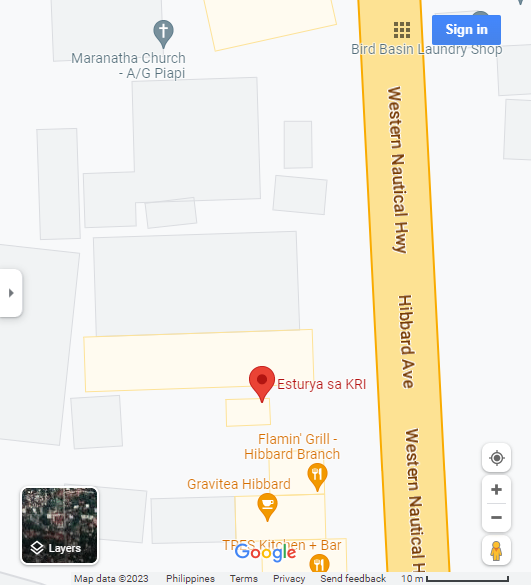 Sign in
Bird Basin Laundry Shop
Maranatha Church
- A/G Piapi
Western Nautical Hwy
Hibbard Ave
Esturya sa KRI
Western Nautical H
Flamin' Grill -
Hibbard Branch
Gravitea Hibbard
TRES Kitchen + Bar
Google
Layers
Map data ©2023 Philippines Terms Privacy Send feedback 10 m